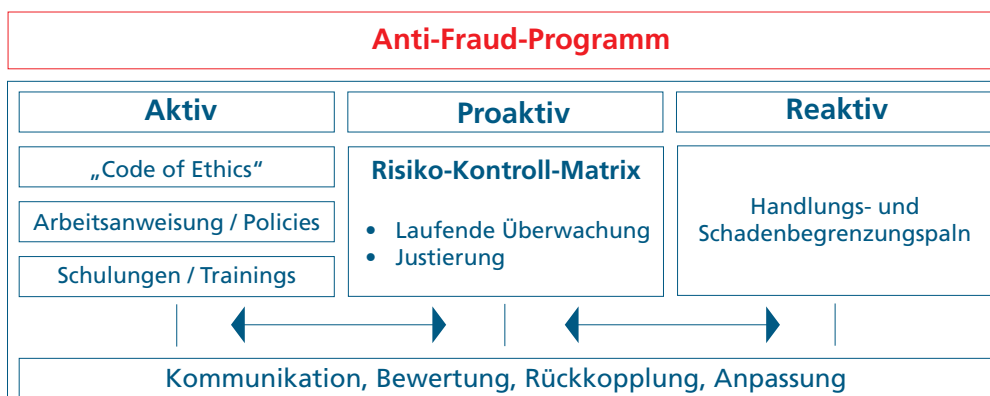 Anti-Fraud-Programm
Aktiv
Proaktiv
Reaktiv
„Code of Ethics“
Arbeitsanweisung / Policies
Schulungen / Trainings
Risiko-Kontroll-Matrix
• Laufende Überwachung
• Justierung
Handlungs- und
Schadenbegrenzungspaln
Kommunikation, Bewertung, Rückkopplung, Anpassung